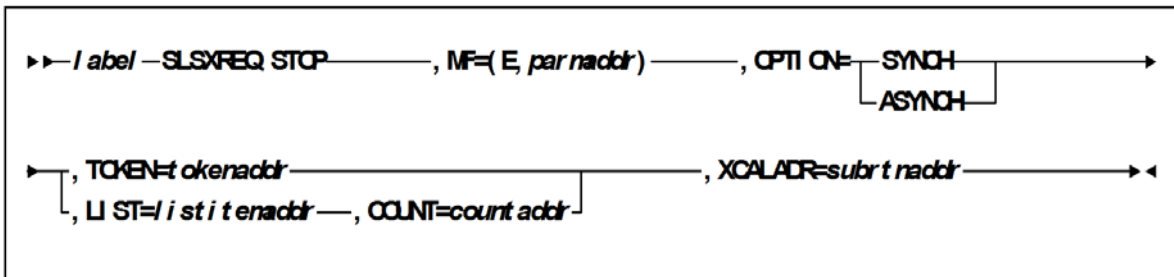 label SLSXREQ STOP , MF=(E,parmaddr) , OPTION= SYNCH
ASYNCH
, TOKEN=tokenaddr , XCALADR=subrtnaddr
, LIST=listitemaddr , COUNT=countaddr